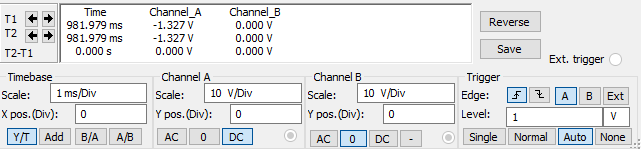 Time Channel_A Channel_B
T1 981.979 ms -1.327 V 0.000 V
T2 981.979 ms -1.327 V 0.000 V
T2-T1 0.000 s 0.000 V 0.000 V
Reverse
Save
Ext. trigger
Timebase Channel A Channel B Trigger
Scale: 1 ms/Div Scale: 10 V/Div Scale: 10 V/Div Edge: A B Ext
X pos.(Div): 0 Y pos.(Div): 0 Y pos.(Div): 0 Level: 1 V
Y/T Add B/A A/B AC 0 DC AC 0 DC - Single Normal Auto None